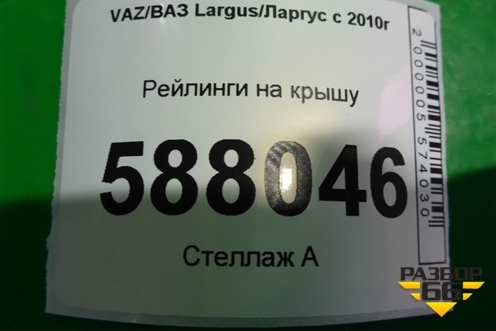 VAZ/ВАЗ Largus/Ларгус с 2010г
Рейлинги на крышу
588046
Стеллаж А
2000005574030
РАЗБОР
66